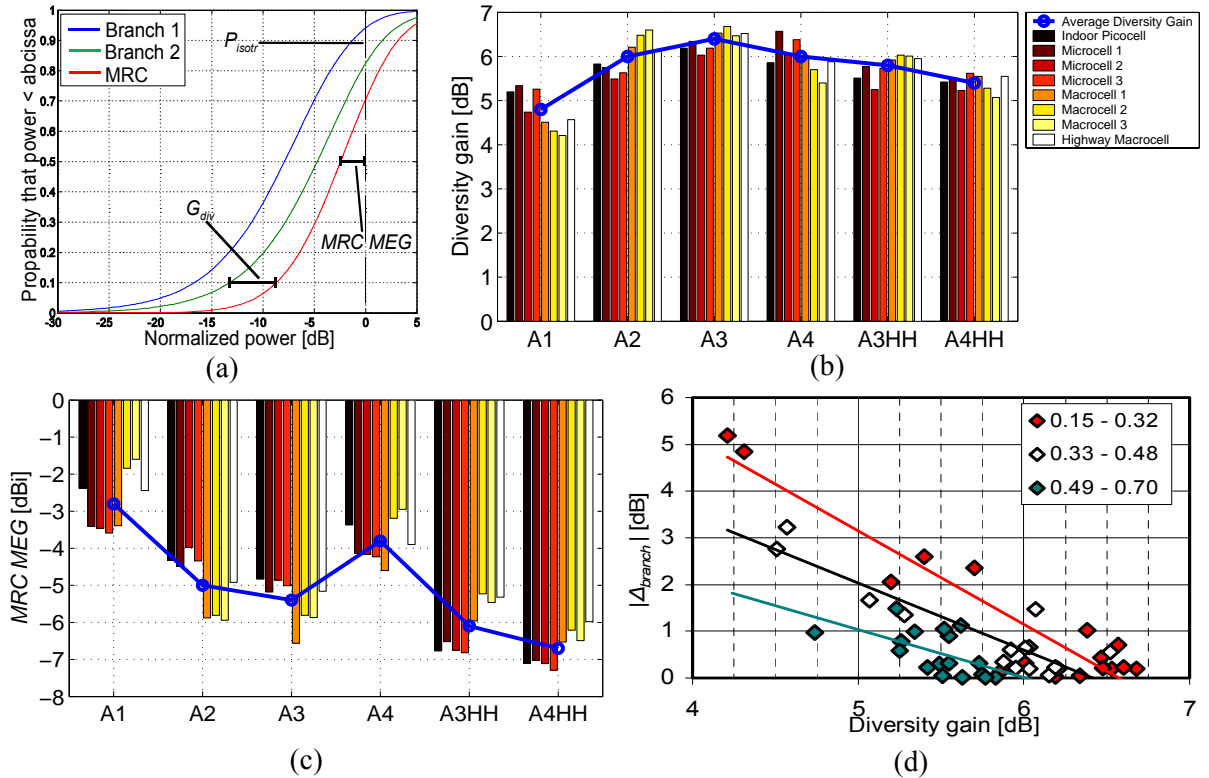 Propability that power < abcissa
1
0.9
0.8
0.7
0.6
0.5
0.4
0.3
0.2
0.1
0
Branch 1
Branch 2
MRC
P_isotr
G_div
MRC MEG
-30 -25 -20 -15 -10 -5 0 5
Normalized power [dB]
(a)
Diversity gain [dB]
7
6
5
4
3
2
1
0
A1 A2 A3 A4 A3HH A4HH
(b)
Average Diversity Gain
Indoor Picocell
Microcell 1
Microcell 2
Microcell 3
Macrocell 1
Macrocell 2
Macrocell 3
Highway Macrocell
MRC MEG [dBi]
0
−1
−2
−3
−4
−5
−6
−7
−8
A1 A2 A3 A4 A3HH A4HH
(c)
|Δ_branch| [dB]
6
5
4
3
2
1
0
0.15 - 0.32
0.33 - 0.48
0.49 - 0.70
4 5 6 7
Diversity gain [dB]
(d)